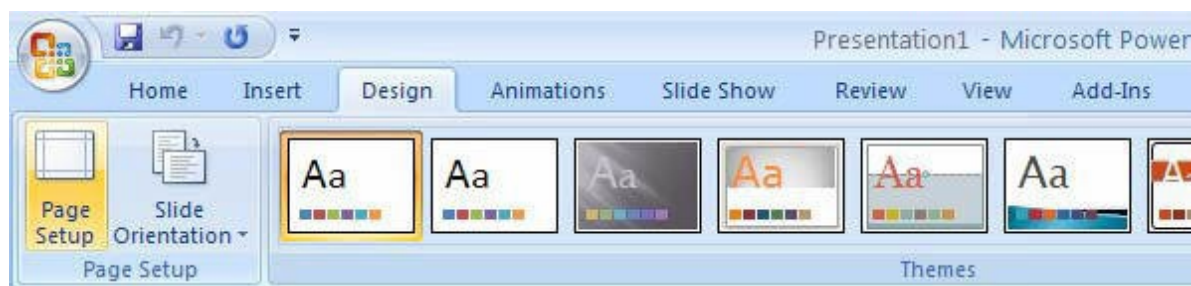 Presentation1 - Microsoft Power
Home Insert Design Animations Slide Show Review View Add-Ins
Aa Aa Aa Aa Aa Aa A
Page Setup
Slide Orientation
Page Setup Themes